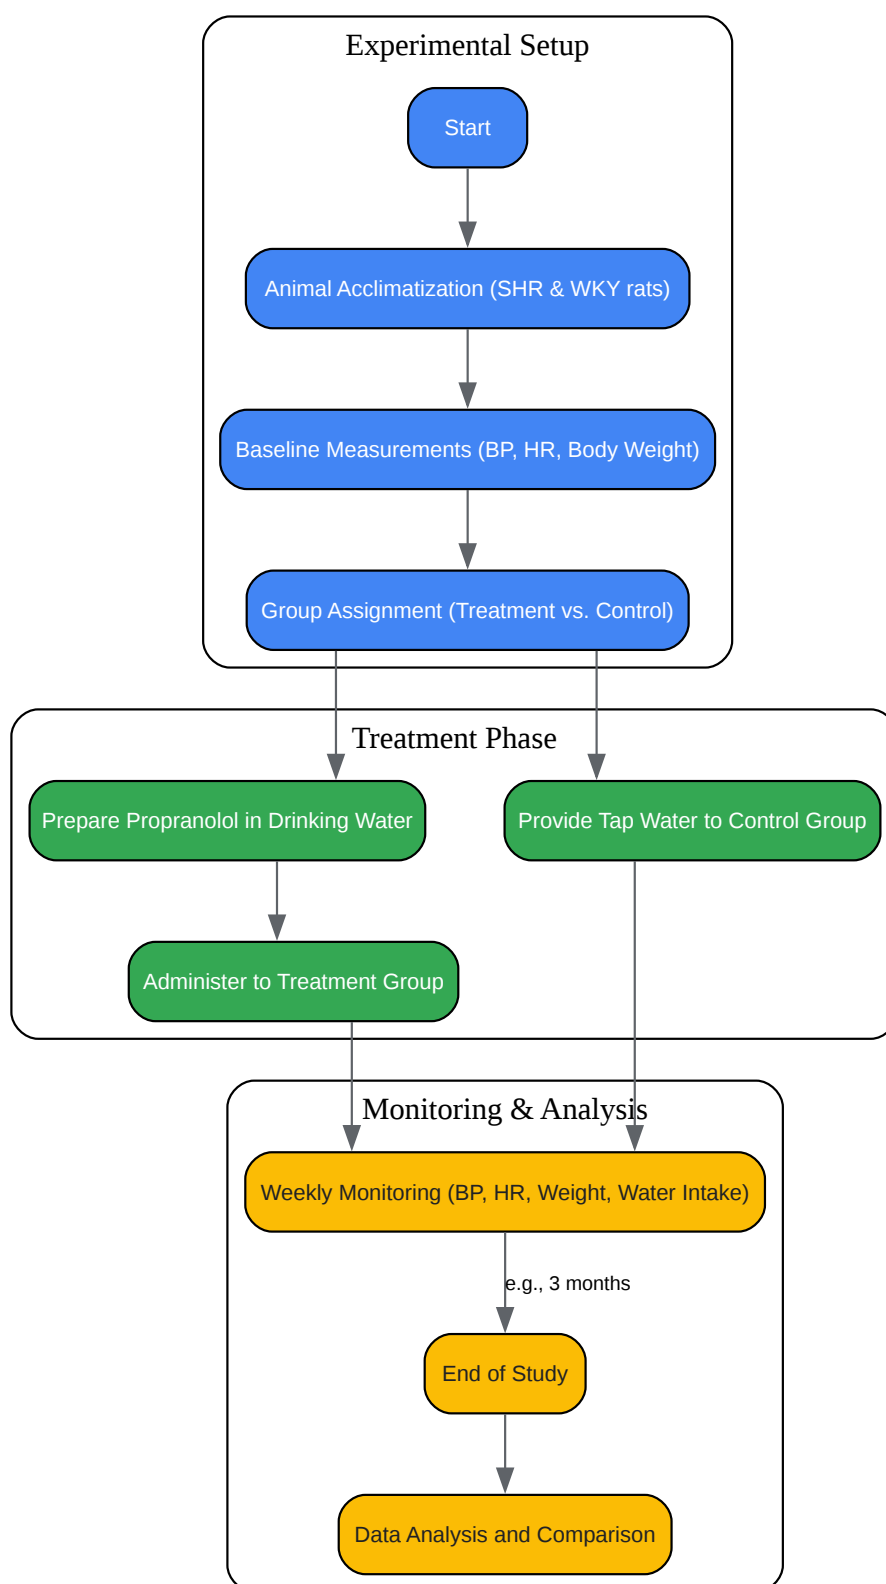 Experimental Setup
Start
Animal Acclimatization (SHR & WKY rats)
Baseline Measurements (BP, HR, Body Weight)
Group Assignment (Treatment vs. Control)
Treatment Phase
Prepare Propranolol in Drinking Water
Provide Tap Water to Control Group
Administer to Treatment Group
Monitoring & Analysis
Weekly Monitoring (BP, HR, Weight, Water Intake)
e.g., 3 months
End of Study
Data Analysis and Comparison